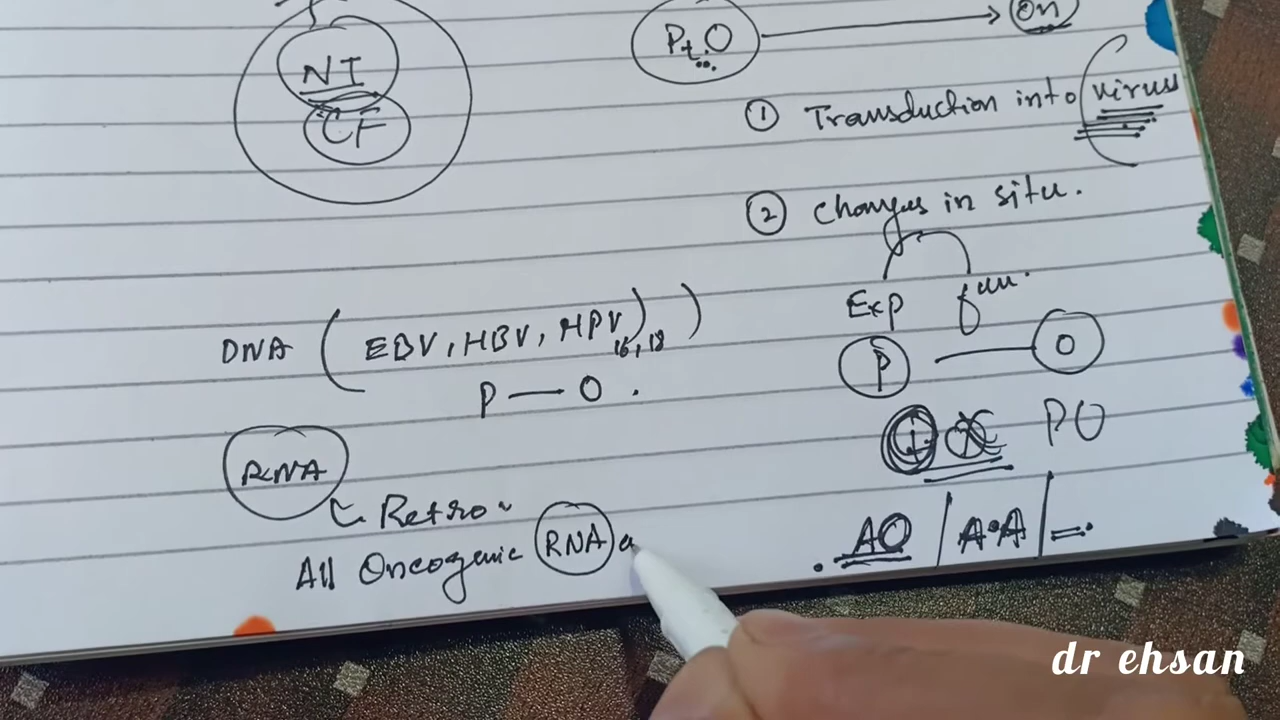 NI
CF
Pt.O
On
① Transduction into virus
② Changes in situ.
Exp fun.
P — O
PO
AO / A.A / =.
DNA ( EBV, HBV, HPV 16, 18 ) )
P — O .
RNA
Retro
All Oncogenic RNA a
dr ehsan